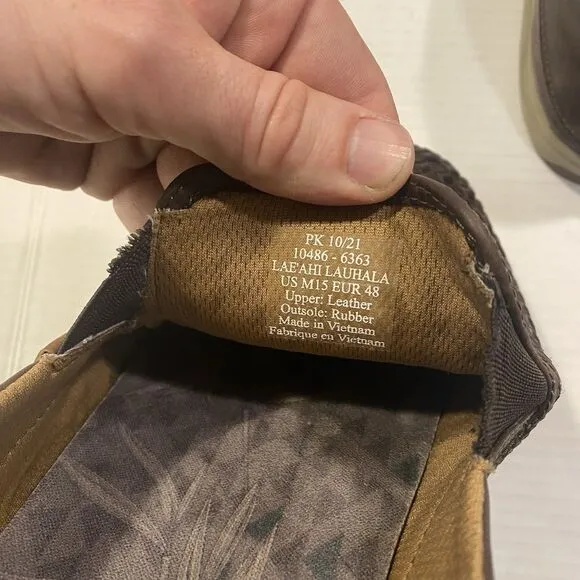 PK 10/21
10486 - 6363
LAE'AHI LAUHALA
US M15 EUR 48
Upper: Leather
Outsole: Rubber
Made in Vietnam
Fabrique en Vietnam